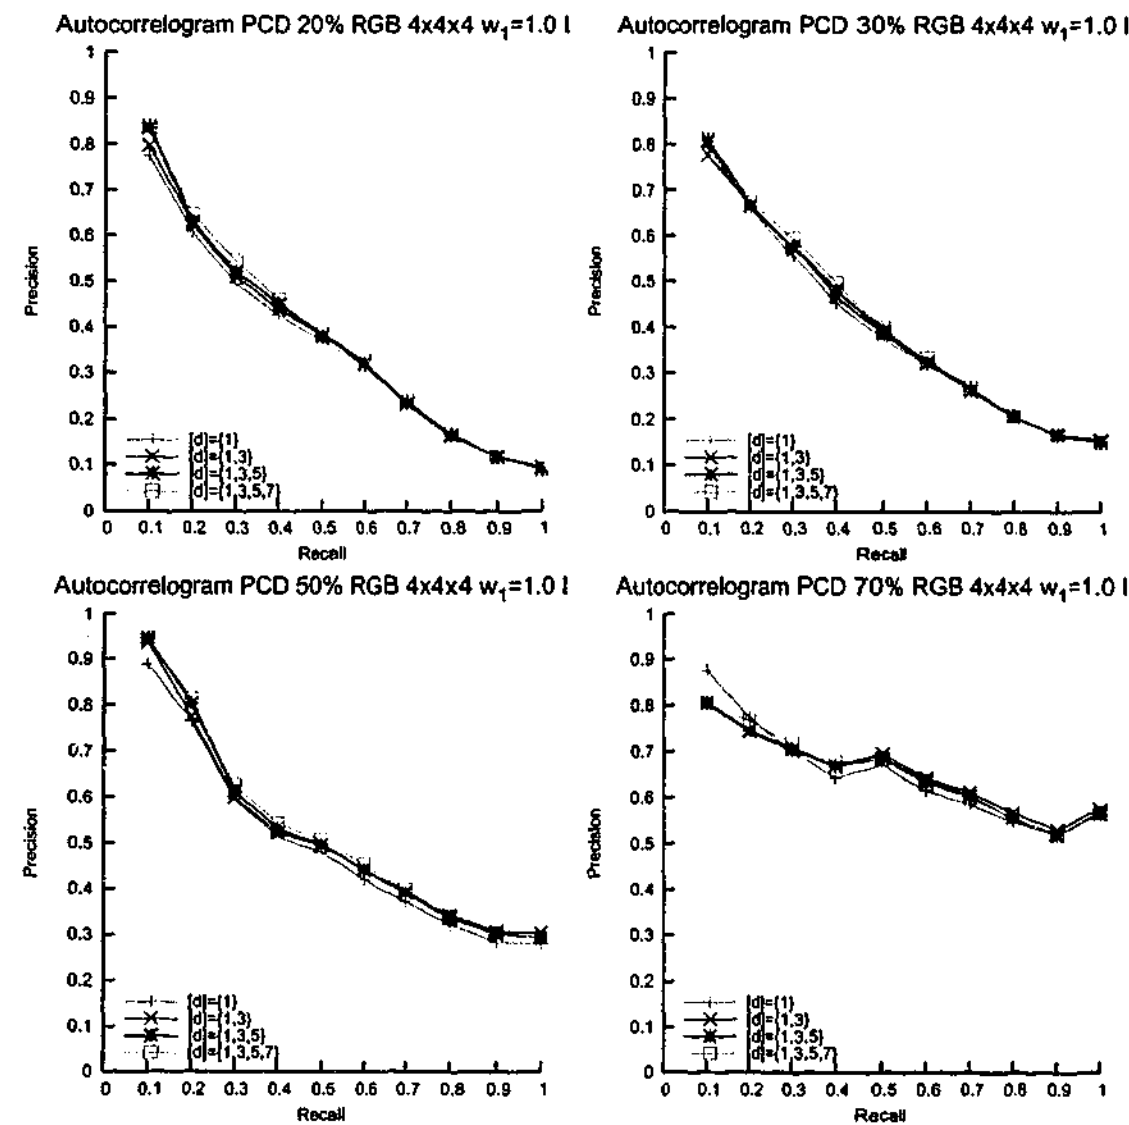 Autocorrelogram PCD 20% RGB 4x4x4 w1=1.0 l
1
0.9
0.8
0.7
0.6
0.5
0.4
0.3
0.2
0.1
0
Precision
[d]={1}
[d]={1,3}
[d]={1,3,5}
[d]={1,3,5,7}
0 0.1 0.2 0.3 0.4 0.5 0.6 0.7 0.8 0.9 1
Recall
Autocorrelogram PCD 30% RGB 4x4x4 w1=1.0 l
1
0.9
0.8
0.7
0.6
0.5
0.4
0.3
0.2
0.1
0
Precision
[d]={1}
[d]={1,3}
[d]={1,3,5}
[d]={1,3,5,7}
0 0.1 0.2 0.3 0.4 0.5 0.6 0.7 0.8 0.9 1
Recall
Autocorrelogram PCD 50% RGB 4x4x4 w1=1.0 l
1
0.9
0.8
0.7
0.6
0.5
0.4
0.3
0.2
0.1
0
Precision
[d]={1}
[d]={1,3}
[d]={1,3,5}
[d]={1,3,5,7}
0 0.1 0.2 0.3 0.4 0.5 0.6 0.7 0.8 0.9 1
Recall
Autocorrelogram PCD 70% RGB 4x4x4 w1=1.0 l
1
0.9
0.8
0.7
0.6
0.5
0.4
0.3
0.2
0.1
0
Precision
[d]={1}
[d]={1,3}
[d]={1,3,5}
[d]={1,3,5,7}
0 0.1 0.2 0.3 0.4 0.5 0.6 0.7 0.8 0.9 1
Recall